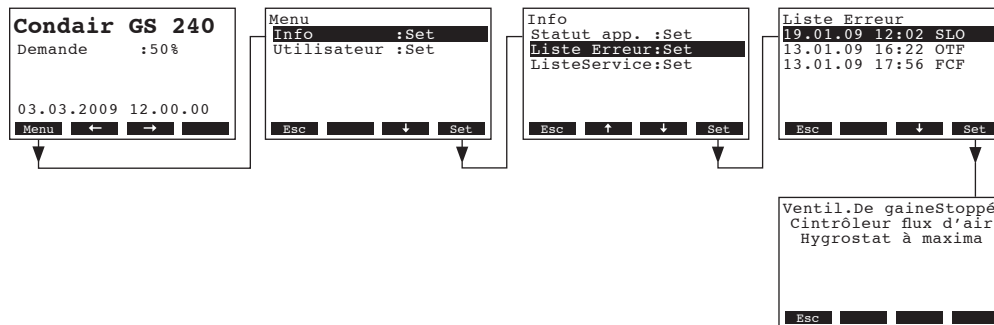 Condair GS 240
Demande :50%
03.03.2009 12.00.00
Menu ← →
Menu
Info :Set
Utilisateur :Set
Esc ↓ Set
Info
Statut app. :Set
Liste Erreur:Set
ListeService:Set
Esc ↑ ↓ Set
Liste Erreur
19.01.09 12:02 SLO
13.01.09 16:22 OTF
13.01.09 17:56 FCF
Esc ↓ Set
Ventil.De gaineStoppé
Cintrôleur flux d’air
Hygrostat à maxima
Esc